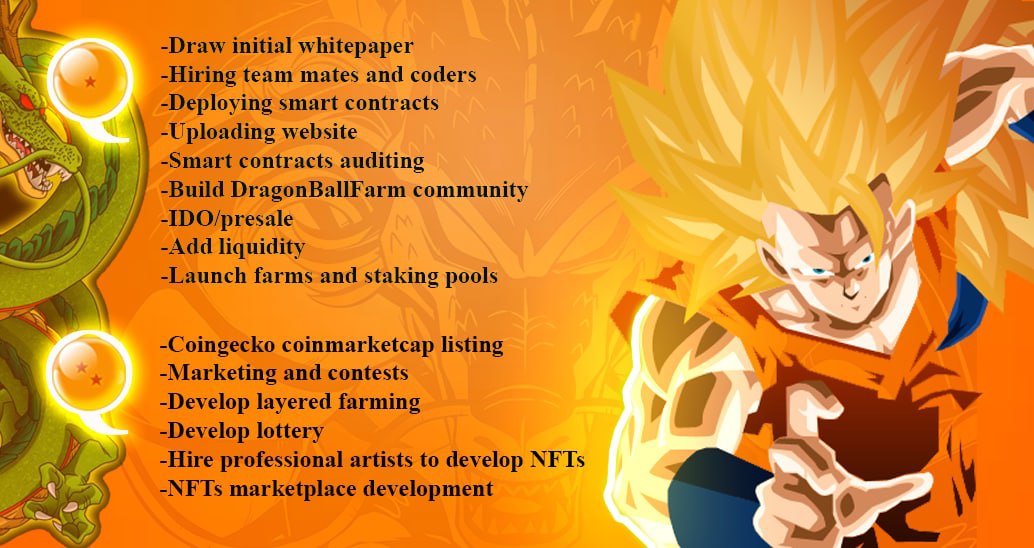 -Draw initial whitepaper
-Hiring team mates and coders
-Deploying smart contracts
-Uploading website
-Smart contracts auditing
-Build DragonBallFarm community
-IDO/presale
-Add liquidity
-Launch farms and staking pools
-Coingecko coinmarketcap listing
-Marketing and contests
-Develop layered farming
-Develop lottery
-Hire professional artists to develop NFTs
-NFTs marketplace development